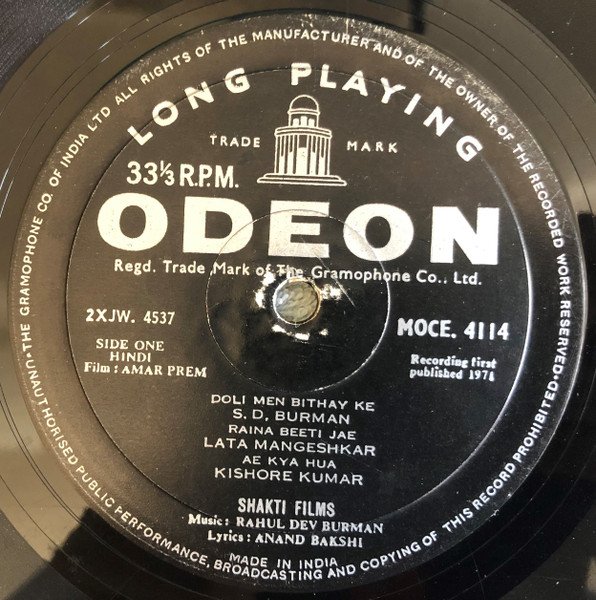 THE GRAMOPHONE CO. OF INDIA LTD ALL RIGHTS OF THE MANUFACTURER AND OF THE OWNER OF THE RECORDED WORK RESERVED · UNAUTHORISED PUBLIC PERFORMANCE, BROADCASTING AND COPYING OF THIS RECORD PROHIBITED.
LONG PLAYING
TRADE MARK
33⅓ R.P.M.
ODEON
Regd. Trade Mark of The Gramophone Co., Ltd.
2XJW. 4537
MOCE. 4114
SIDE ONE
HINDI
Film : AMAR PREM
Recording first
published 1971
DOLI MEN BITHAY KE
S. D. BURMAN
RAINA BEETI JAE
LATA MANGESHKAR
AE KYA HUA
KISHORE KUMAR
SHAKTI FILMS
Music: RAHUL DEV BURMAN
Lyrics: ANAND BAKSHI
MADE IN INDIA